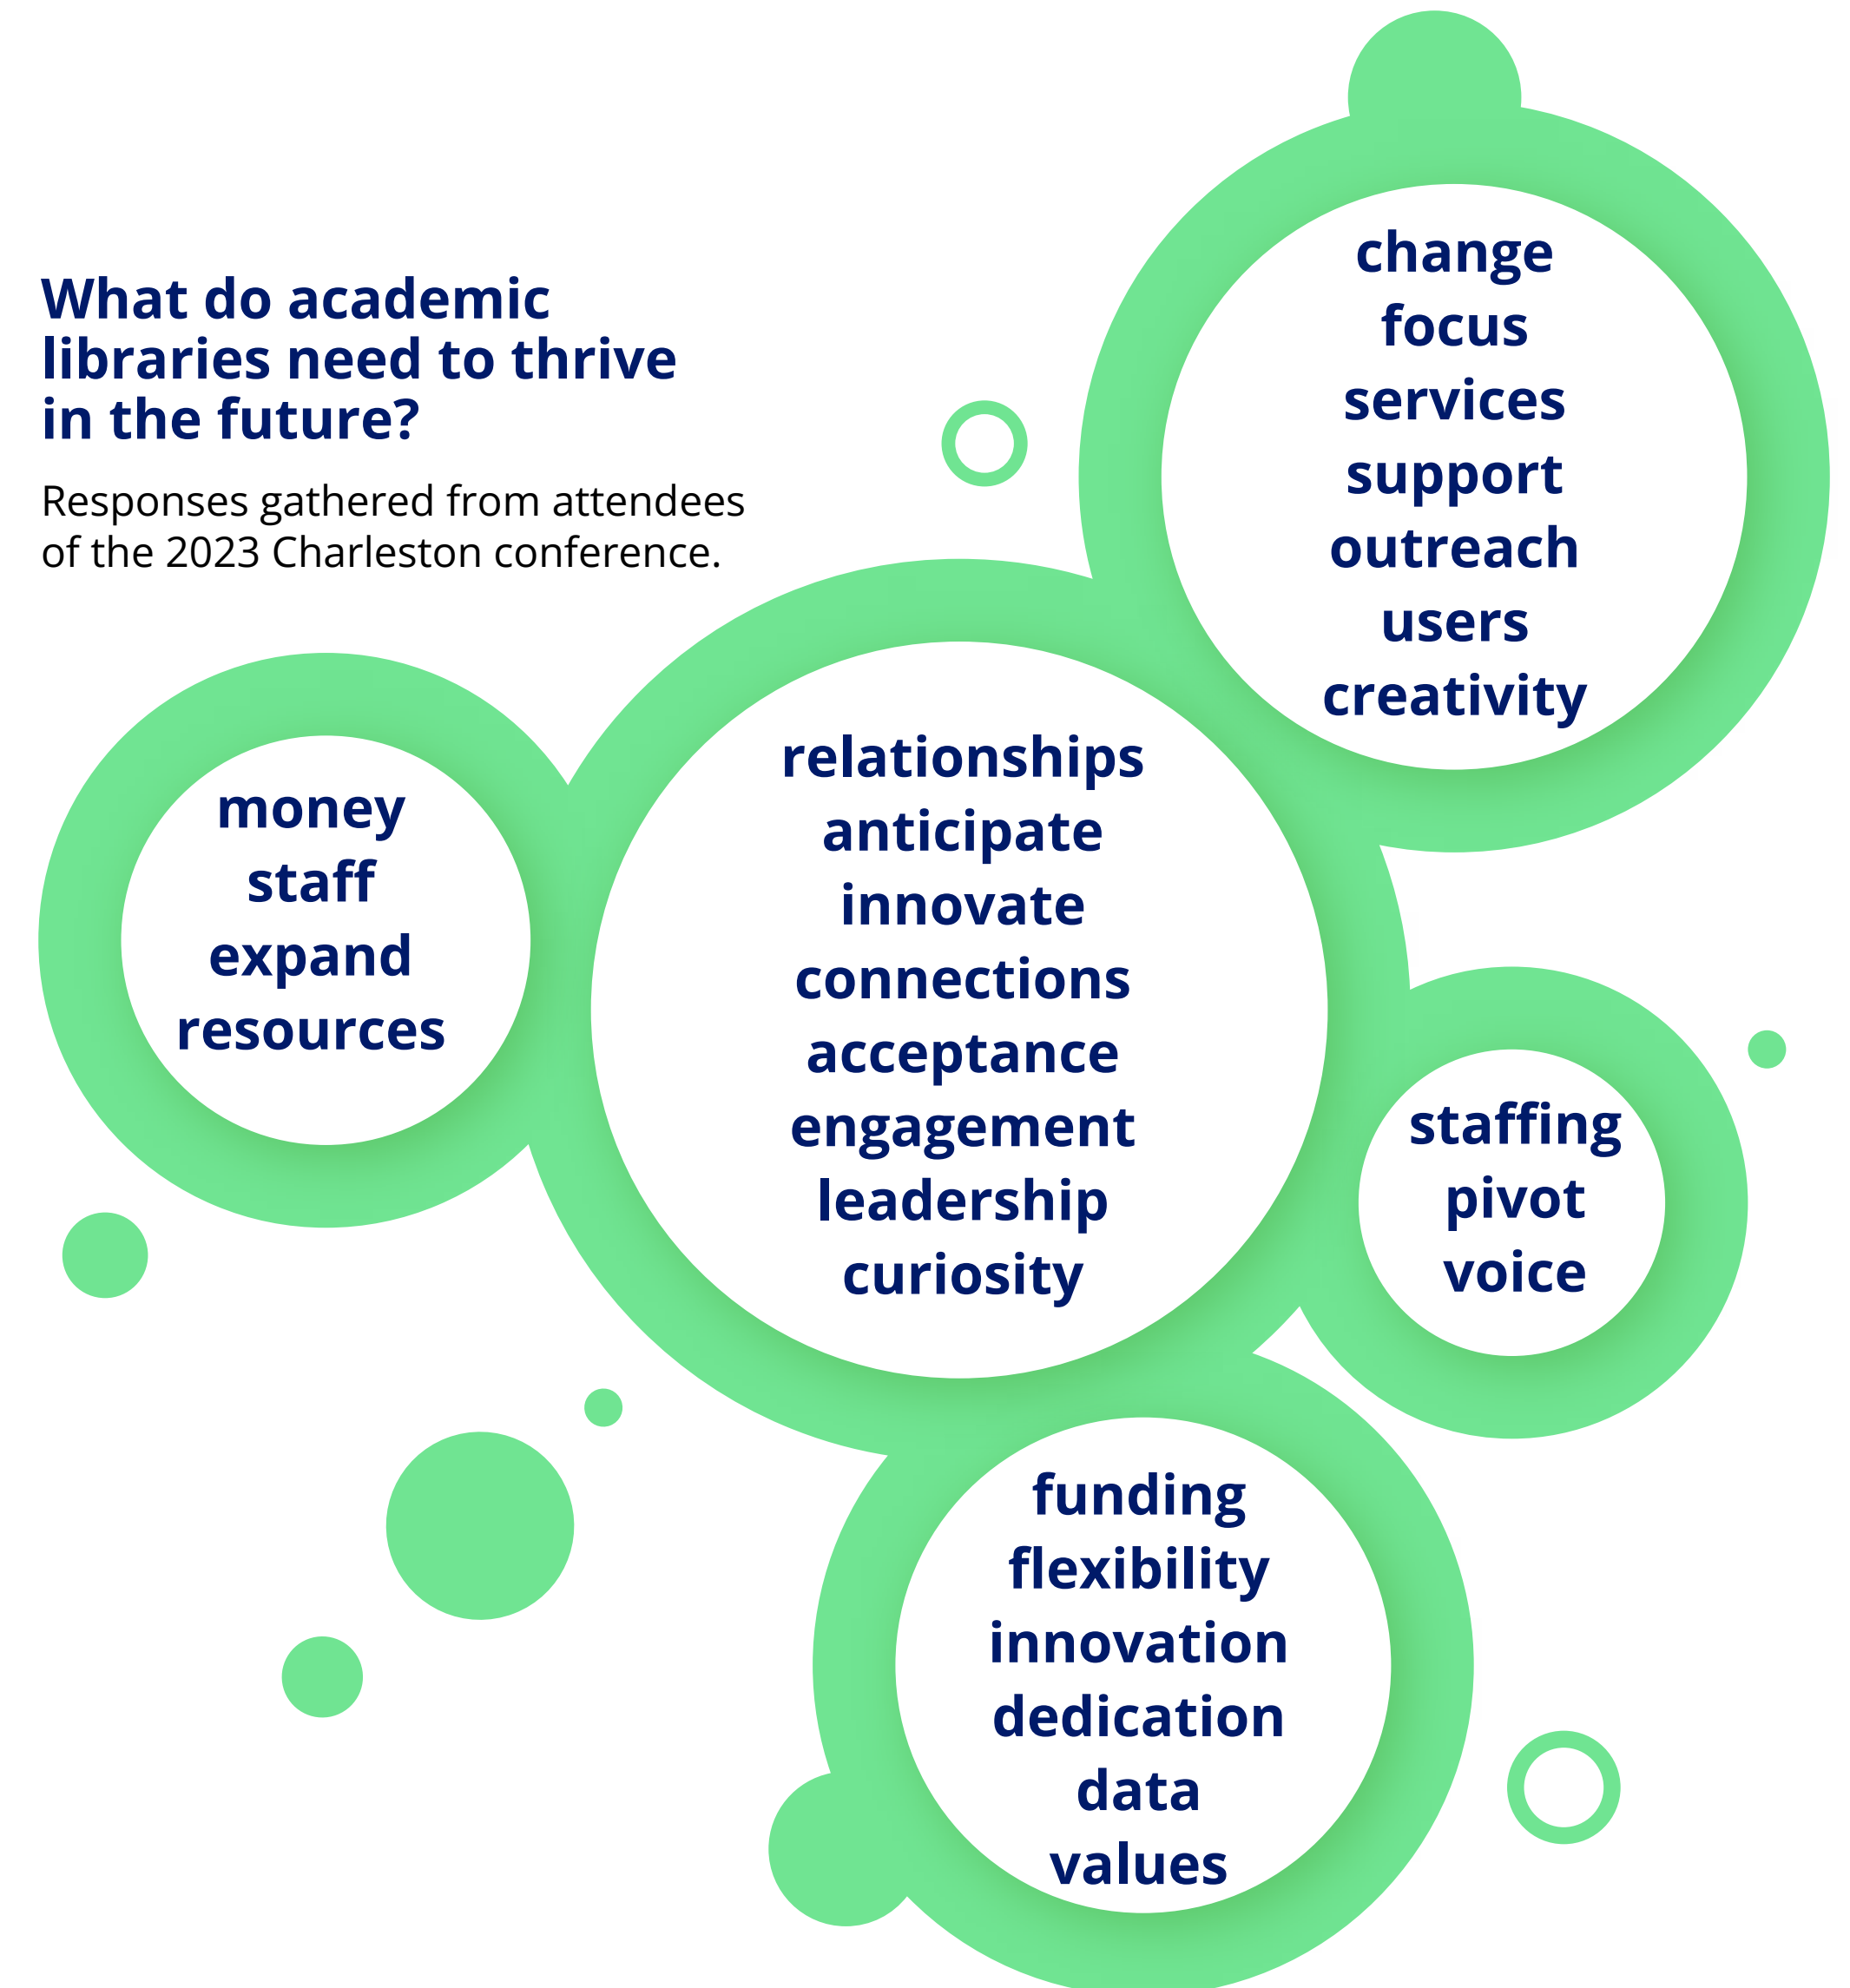 What do academic
libraries need to thrive
in the future?
Responses gathered from attendees
of the 2023 Charleston conference.
change
focus
services
support
outreach
users
creativity
money
staff
expand
resources
relationships
anticipate
innovate
connections
acceptance
engagement
leadership
curiosity
staffing
pivot
voice
funding
flexibility
innovation
dedication
data
values